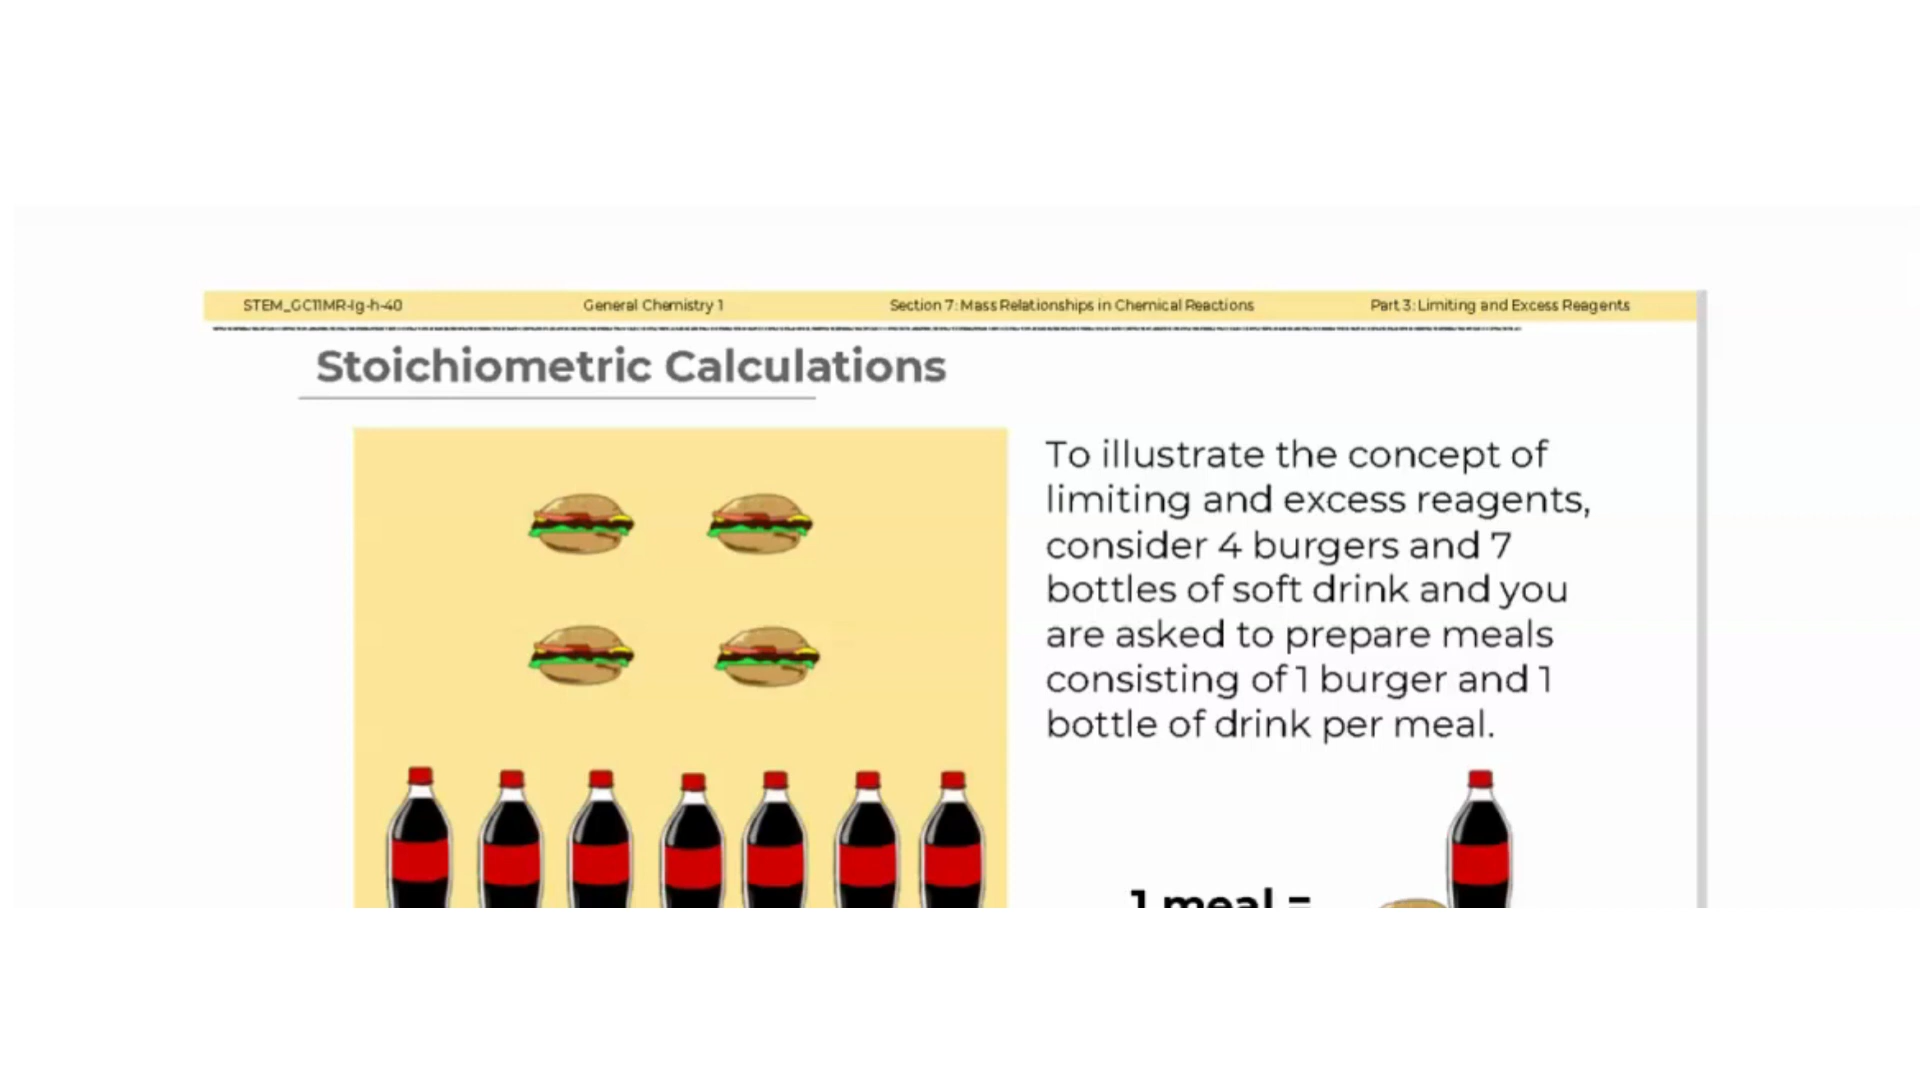 STEM_GC11MR-Ig-h-40 General Chemistry 1 Section 7: Mass Relationships in Chemical Reactions Part 3: Limiting and Excess Reagents
Stoichiometric Calculations
To illustrate the concept of
limiting and excess reagents,
consider 4 burgers and 7
bottles of soft drink and you
are asked to prepare meals
consisting of 1 burger and 1
bottle of drink per meal.
1 meal =